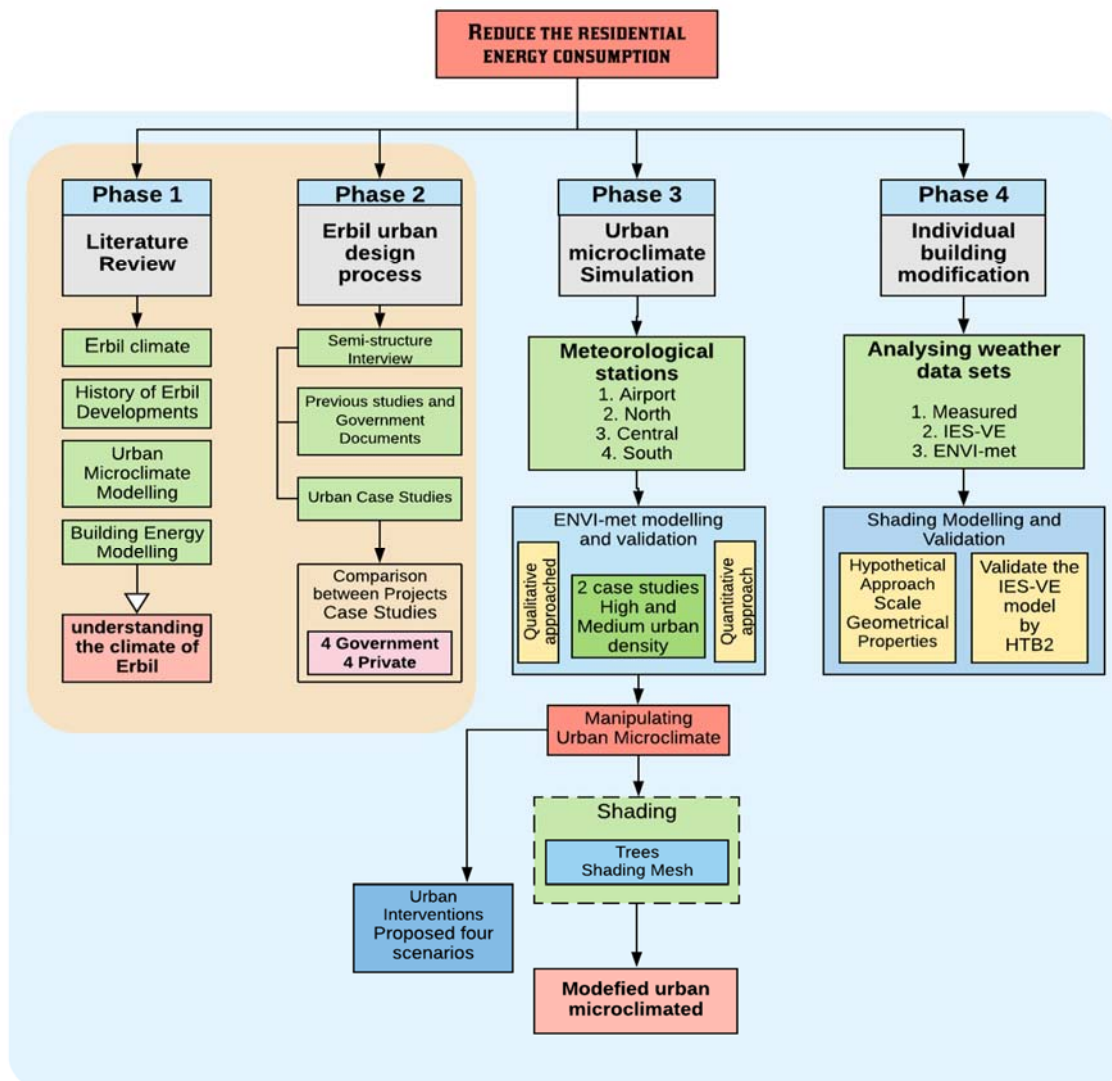 REDUCE THE RESIDENTIAL
ENERGY CONSUMPTION
Phase 1
Literature
Review
Erbil climate
History of Erbil
Developments
Urban
Microclimate
Modelling
Building Energy
Modelling
understanding
the climate of
Erbil
Phase 2
Erbil urban
design
process
Semi-structure
Interview
Previous studies and
Government
Documents
Urban Case Studies
Comparison
between Projects
Case Studies
4 Government
4 Private
Phase 3
Urban
microclimate
Simulation
Meteorological
stations
1. Airport
2. North
3. Central
4. South
ENVI-met modelling
and validation
Qualitative
approached
2 case studies
High and
Medium urban
density
Quantitative
approach
Manipulating
Urban Microclimate
Shading
Trees
Shading Mesh
Urban
Interventions
Proposed four
scenarios
Modefied urban
microclimated
Phase 4
Individual
building
modification
Analysing weather
data sets
1. Measured
2. IES-VE
3. ENVI-met
Shading Modelling and
Validation
Hypothetical
Approach
Scale
Geometrical
Properties
Validate the
IES-VE
model
by
HTB2